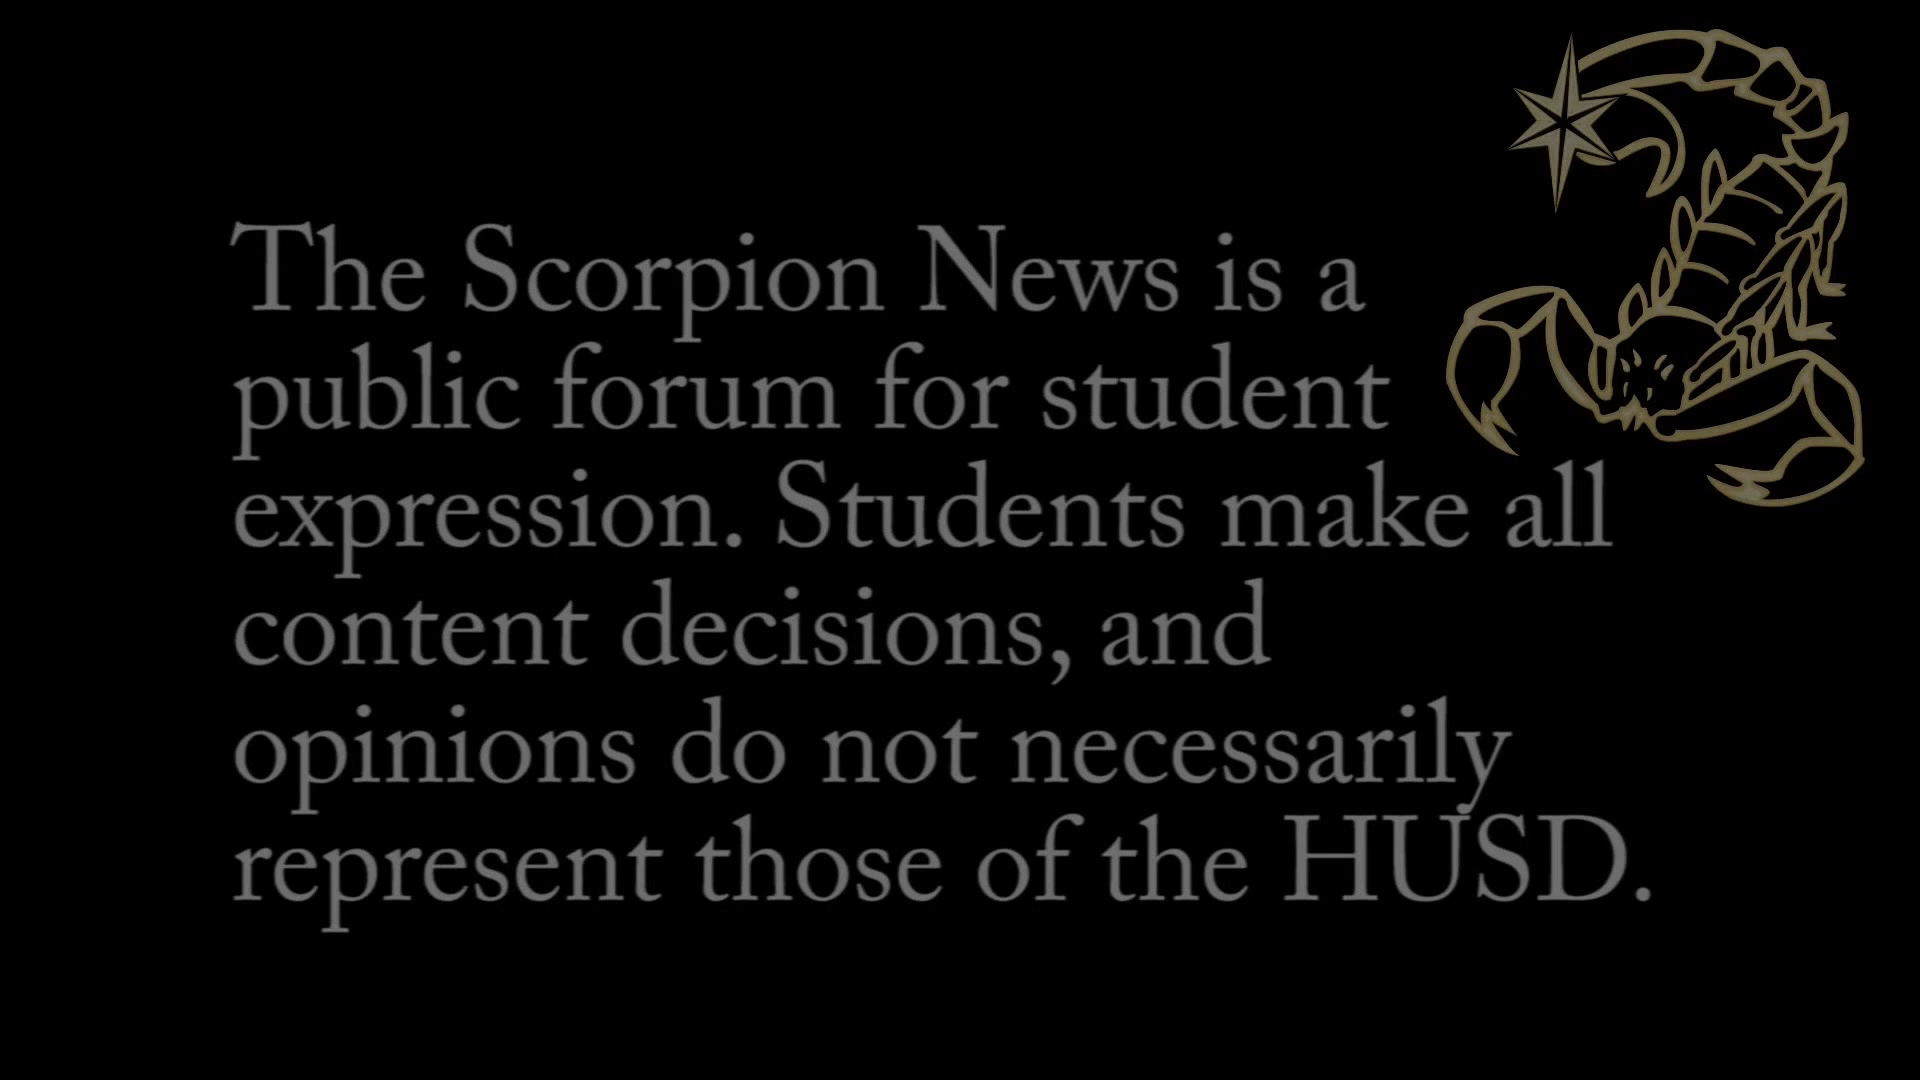 The Scorpion News is a
public forum for student
expression. Students make all
content decisions, and
opinions do not necessarily
represent those of the HUSD.